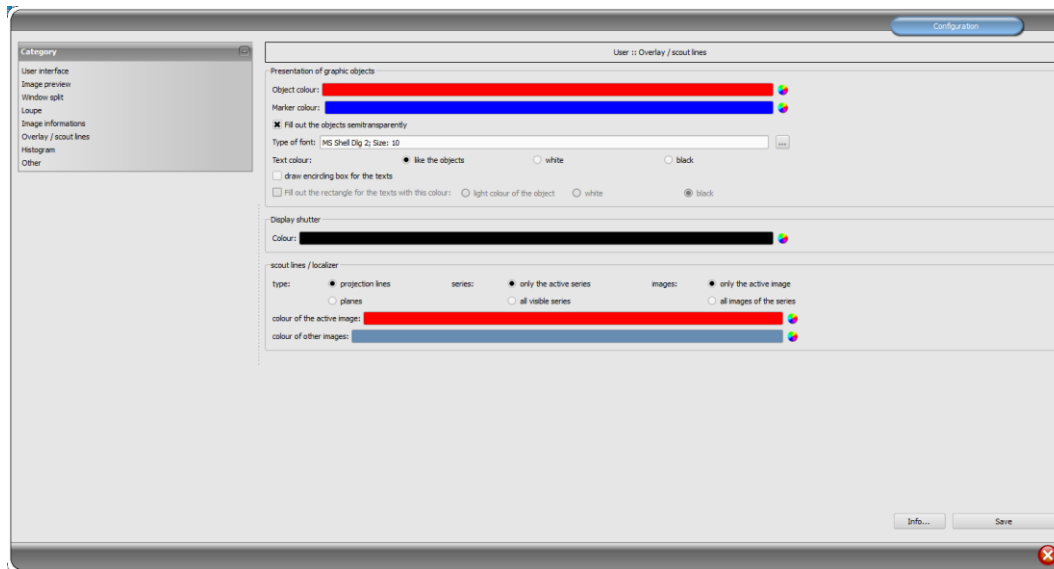 Configuration
Category
User interface
Image preview
Window split
Loupe
Image informations
Overlay / scout lines
Histogram
Other
User :: Overlay / scout lines
Presentation of graphic objects
Object colour:
Marker colour:
Fill out the objects semitransparently
Type of font: MS Shell Dlg 2; Size: 10 ...
Text colour: like the objects white black
draw encirding box for the texts
Fill out the rectangle for the texts with this colour: light colour of the object white black
Display shutter
Colour:
scout lines / localizer
type: projection lines series: only the active series images: only the active image
planes all visible series all images of the series
colour of the active image:
colour of other images:
Info... Save